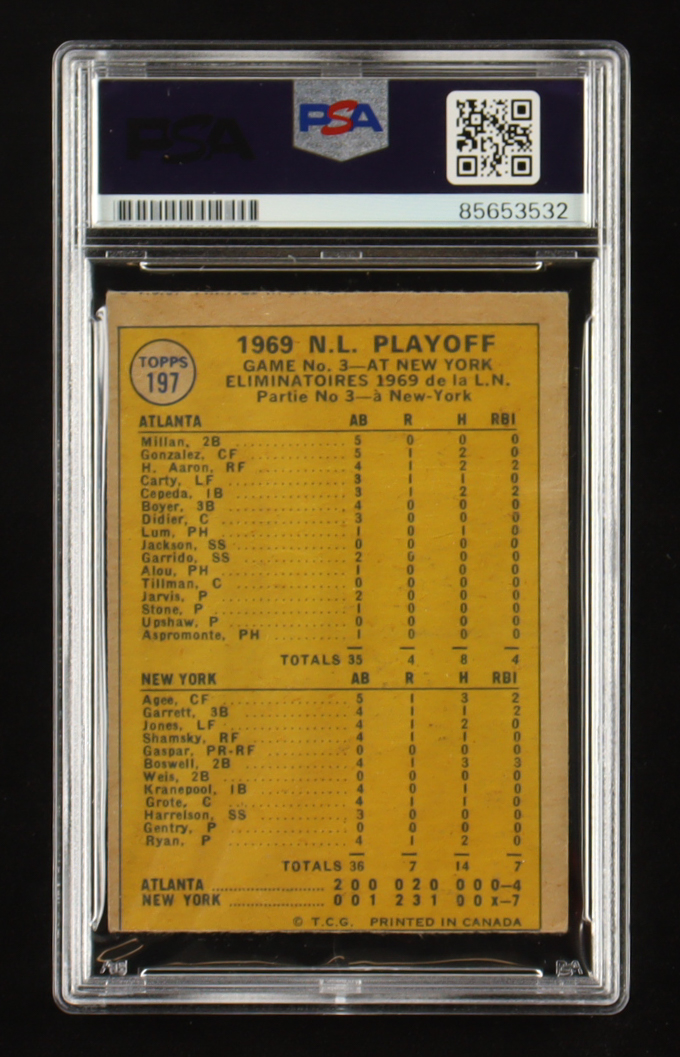 PSA
PSA
85653532
1969 N.L. PLAYOFF
TOPPS
197
GAME No. 3—AT NEW YORK
ELIMINATOIRES 1969 de la L.N.
Partie No 3—à New-York
ATLANTA AB R H RBI
Millan, 2B 5 0 0 0
Gonzalez, CF 5 1 2 0
H. Aaron, RF 4 1 2 2
Carty, LF 3 1 1 0
Cepeda, 1B 3 1 2 2
Boyer, 3B 4 0 0 0
Didier, C 3 0 0 0
Lum, PH 1 0 1 0
Jackson, SS 0 0 0 0
Garrido, SS 2 0 0 0
Alou, PH 1 0 0 0
Tillman, C 0 0 0 0
Jarvis, P 2 0 0 0
Stone, P 1 0 0 0
Upshaw, P 0 0 0 0
Aspromonte, PH 1 0 0 0
TOTALS 35 4 8 4
NEW YORK AB R H RBI
Agee, CF 5 1 3 2
Garrett, 3B 4 1 1 2
Jones, LF 4 1 2 0
Shamsky, RF 4 1 1 0
Gaspar, PR-RF 0 0 0 0
Boswell, 2B 4 1 3 3
Weis, 2B 0 0 0 0
Kranepool, 1B 4 0 1 0
Grote, C 4 1 1 0
Harrelson, SS 3 0 0 0
Gentry, P 0 0 0 0
Ryan, P 4 1 2 0
TOTALS 36 7 14 7
ATLANTA 2 0 0 0 2 0 0 0 0—4
NEW YORK 0 0 1 2 3 1 0 0 x—7
© T.C.G. PRINTED IN CANADA
PSA
PSA